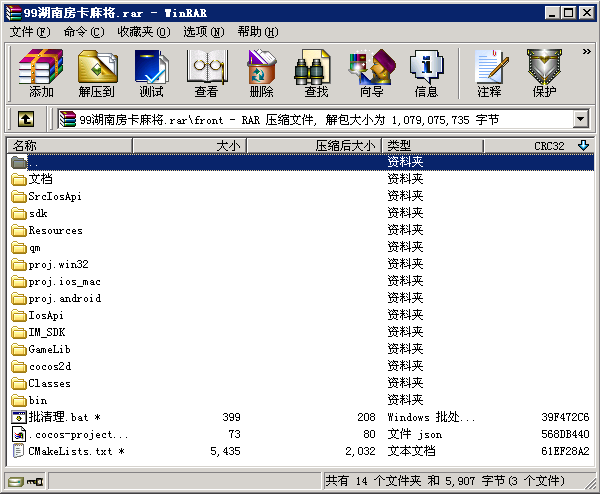 99湖南房卡麻将.rar - WinRAR
文件(F) 命令(C) 收藏夹(O) 选项(N) 帮助(H)
添加 解压到 测试 查看 删除 查找 向导 信息 注释 保护 »
99湖南房卡麻将.rar\front - RAR 压缩文件, 解包大小为 1,079,075,735 字节
名称 大小 压缩后大小 类型 CRC32
.. 资料夹
文档 资料夹
SrcIosApi 资料夹
sdk 资料夹
Resources 资料夹
qm 资料夹
proj.win32 资料夹
proj.ios_mac 资料夹
proj.android 资料夹
IosApi 资料夹
IM_SDK 资料夹
GameLib 资料夹
cocos2d 资料夹
Classes 资料夹
bin 资料夹
批清理.bat * 399 208 Windows 批处... 39F472C6
.cocos-project... 73 80 文件 json 568DB440
CMakeLists.txt * 5,435 2,032 文本文档 61EF28A2
共有 14 个文件夹 和 5,907 字节(3 个文件)